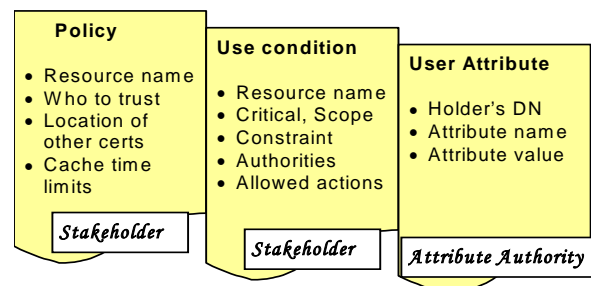 Policy
• Resource name
• Who to trust
• Location of
other certs
• Cache time
limits
Stakeholder
Use condition
• Resource name
• Critical, Scope
• Constraint
• Authorities
• Allowed actions
Stakeholder
User Attribute
• Holder's DN
• Attribute name
• Attribute value
Attribute Authority